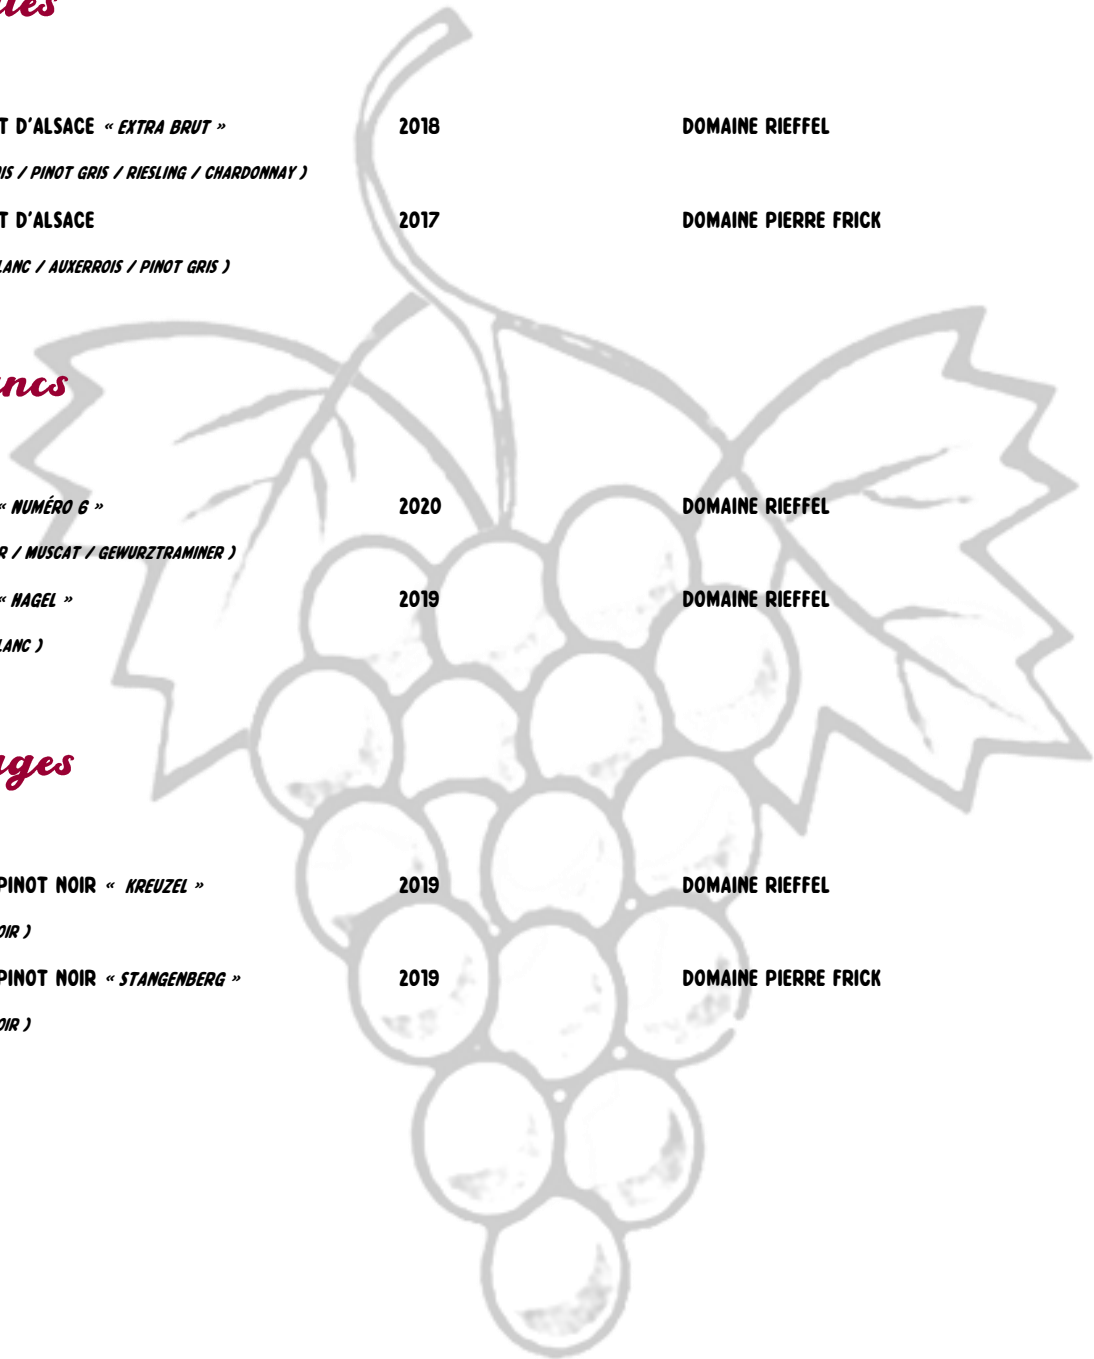 T D'ALSACE « EXTRA BRUT » 2018 DOMAINE RIEFFEL
IS / PINOT GRIS / RIESLING / CHARDONNAY )
T D'ALSACE 2017 DOMAINE PIERRE FRICK
LANC / AUXERROIS / PINOT GRIS )
ncs
« NUMÉRO 6 » 2020 DOMAINE RIEFFEL
R / MUSCAT / GEWURZTRAMINER )
« HAGEL » 2019 DOMAINE RIEFFEL
LANC )
ges
PINOT NOIR « KREUZEL » 2019 DOMAINE RIEFFEL
OIR )
PINOT NOIR « STANGENBERG » 2019 DOMAINE PIERRE FRICK
OIR )